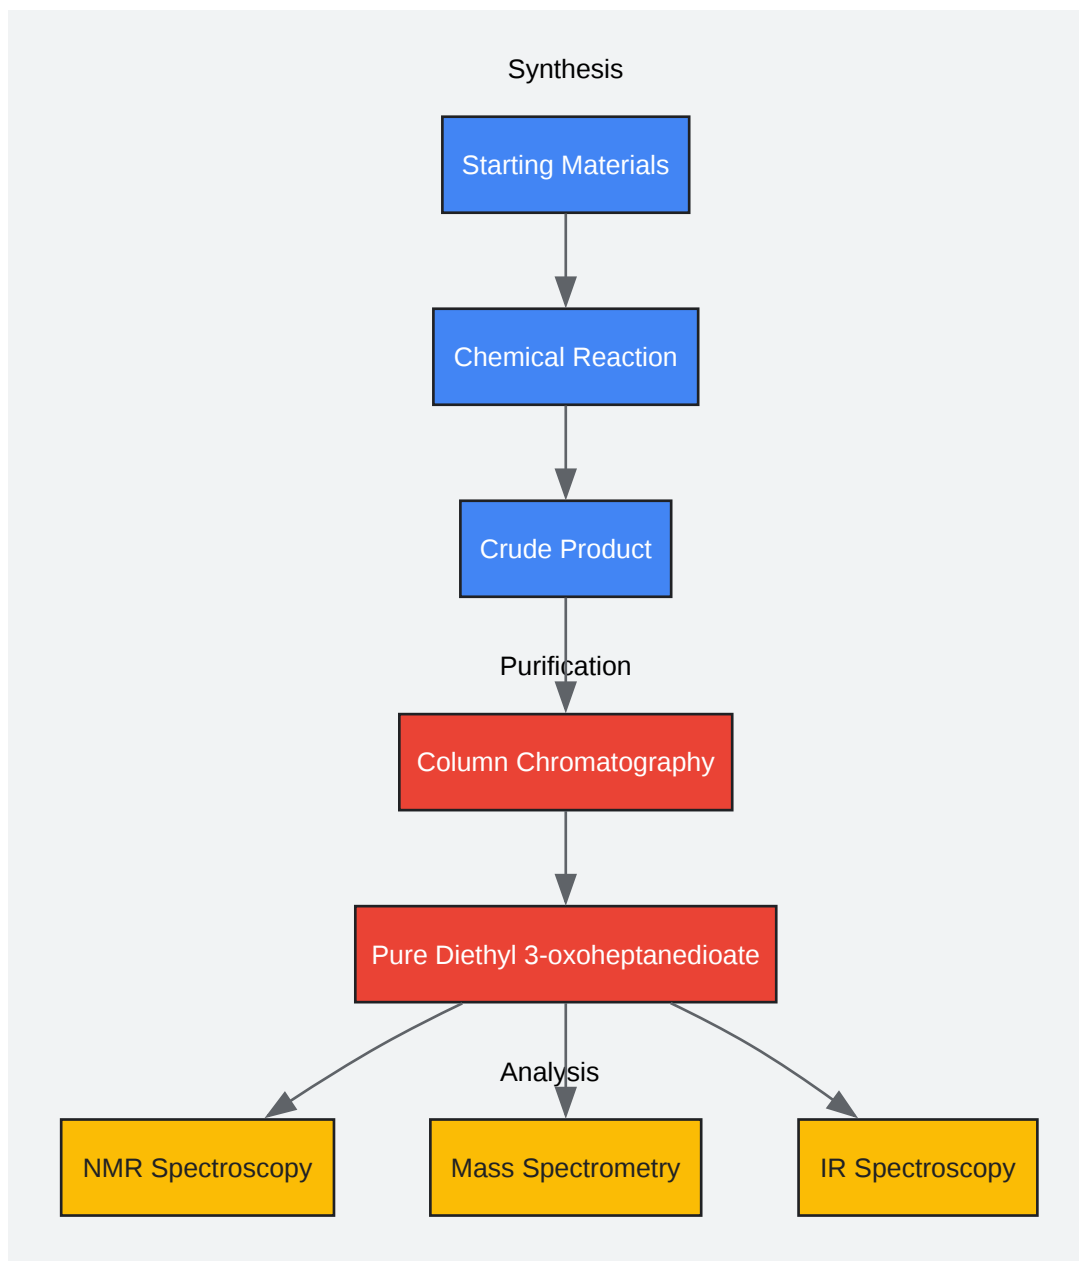 Synthesis
Starting Materials
Chemical Reaction
Crude Product
Purification
Column Chromatography
Pure Diethyl 3-oxoheptanedioate
Analysis
NMR Spectroscopy
Mass Spectrometry
IR Spectroscopy